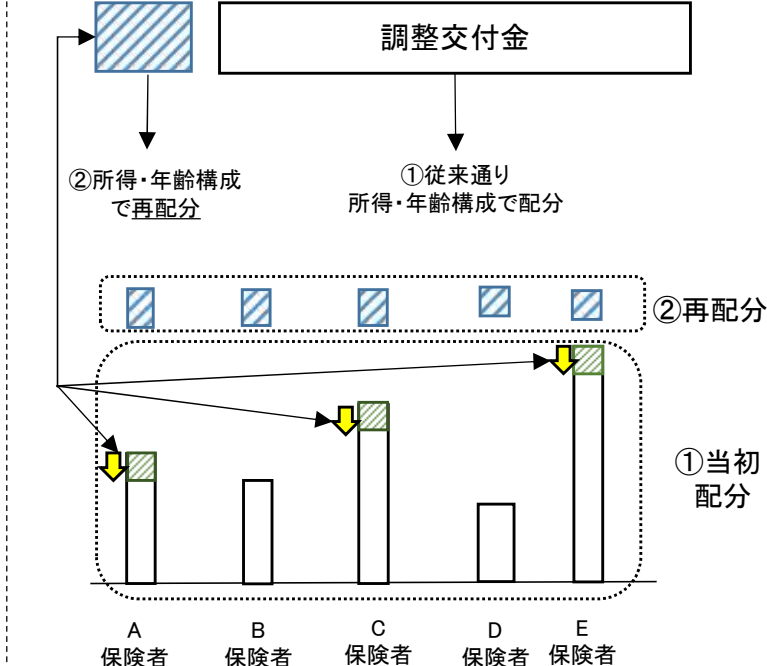 調整交付金
②所得・年齢構成
で再配分
①従来通り
所得・年齢構成で配分
②再配分
①当初
配分
A
保険者
B
保険者
C
保険者
D
保険者
E
保険者